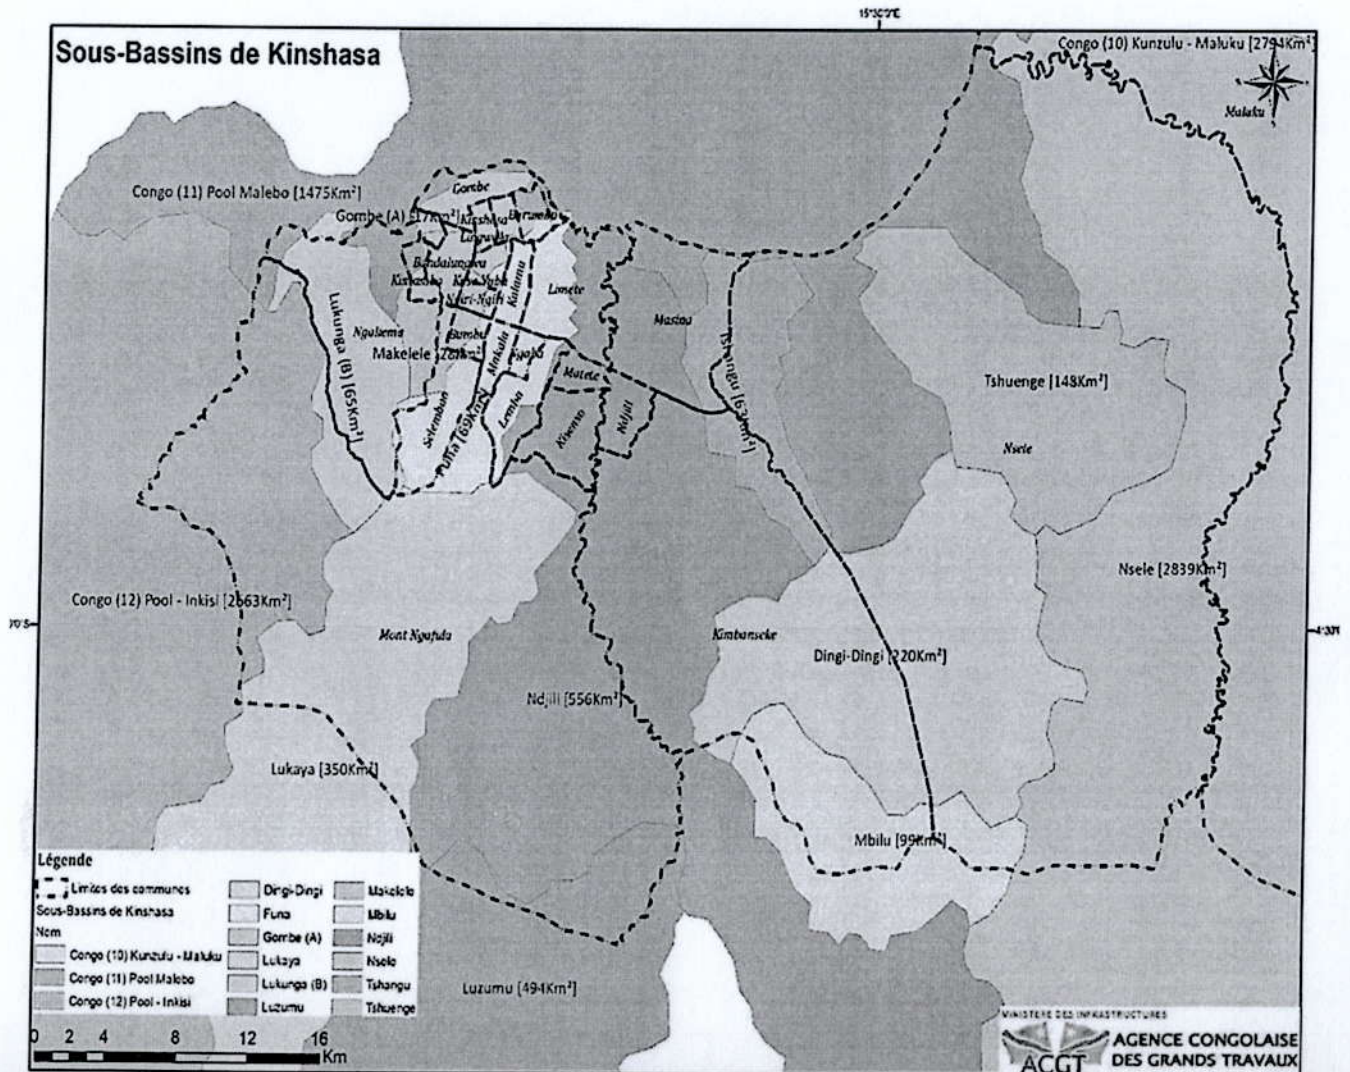 15°30'0"E
Sous-Bassins de Kinshasa
Congo (10) Kunzulu - Maluku [2794Km²]
Maluku
Congo (11) Pool Malebo [1475Km²]
Gombe
Gombe (A)
Kinshasa
Barumbu
Lingwala
Bandalungwa
Kintambo
Kasa-Vubu
Ngiri-Ngiri
Kalamu
Limete
Lukunga (B) [65Km²]
Ngaliema
Makelele
Bumbu
Makala
Ngaba
Masina
Tshangu
Matete
Tshuenge [148Km²]
Selembao
Funa [69Km²]
Lemba
Kisenso
Ndjili
Nsele
Nsele [2839Km²]
Congo (12) Pool - Inkisi [2663Km²]
Mont Ngafula
Kimbanseke
Dingi-Dingi [220Km²]
Ndjili [556Km²]
Lukaya [350Km²]
Mbilu [99Km²]
Luzumu [494Km²]
Légende
Limites des communes
Sous-Bassins de Kinshasa
Nom
Congo (10) Kunzulu - Maluku
Congo (11) Pool Malebo
Congo (12) Pool - Inkisi
Dingi-Dingi
Funa
Gombe (A)
Lukaya
Lukunga (B)
Luzumu
Makelele
Mbilu
Ndjili
Nsele
Tshangu
Tshuenge
0 2 4 8 12 16
Km
MINISTERE DES INFRASTRUCTURES
ACGT
AGENCE CONGOLAISE
DES GRANDS TRAVAUX